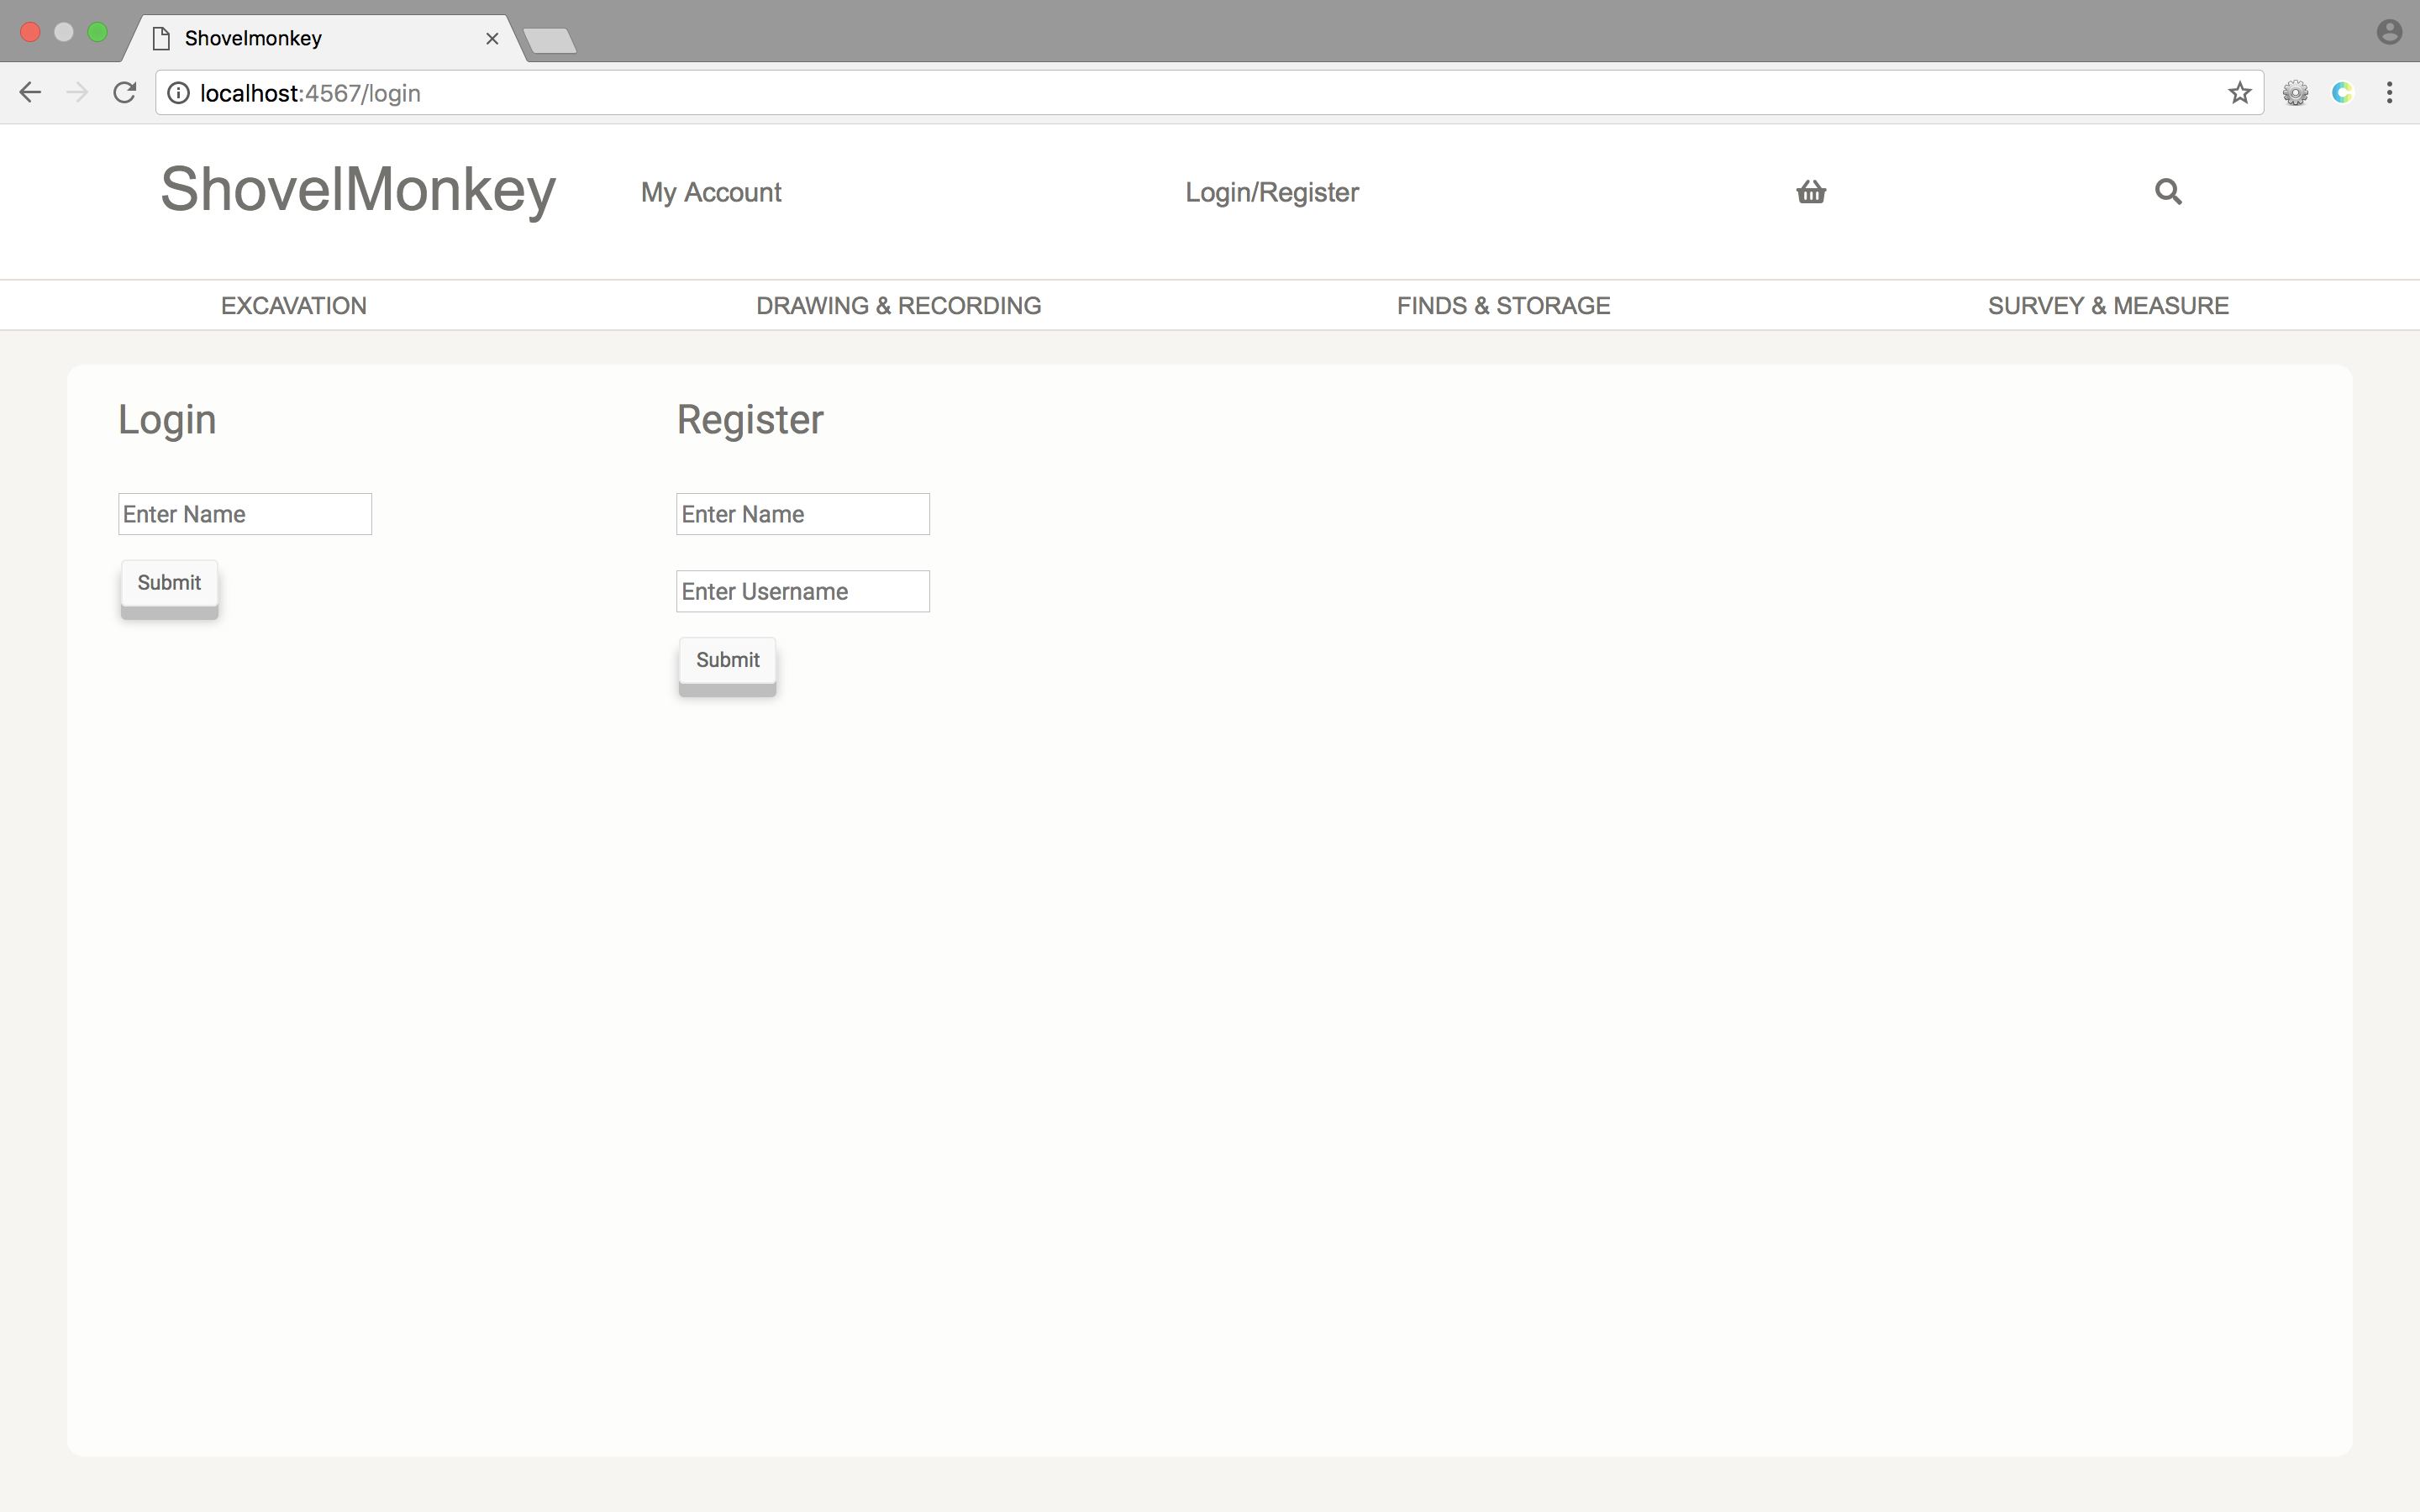 Shovelmonkey
localhost:4567/login
ShovelMonkey My Account Login/Register
EXCAVATION DRAWING & RECORDING FINDS & STORAGE SURVEY & MEASURE
Login Register
Enter Name Enter Name
Submit Enter Username
Submit